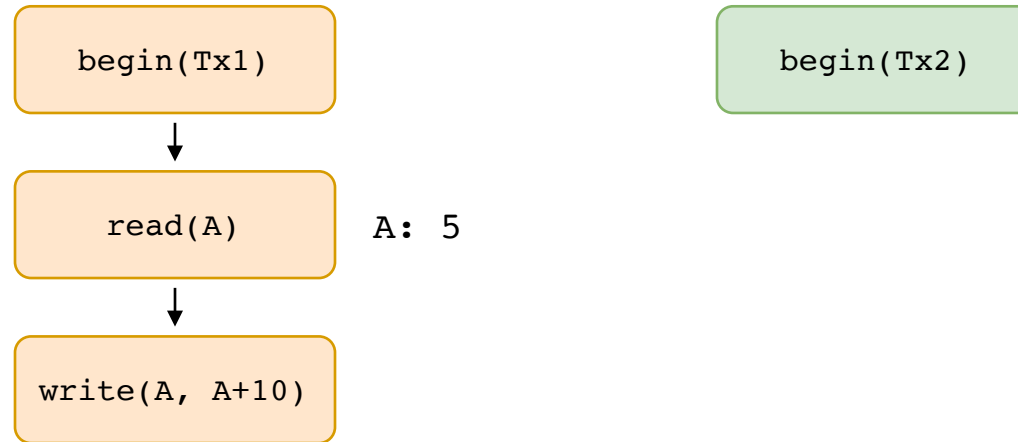 begin(Tx1)
begin(Tx2)
read(A)
A: 5
write(A, A+10)